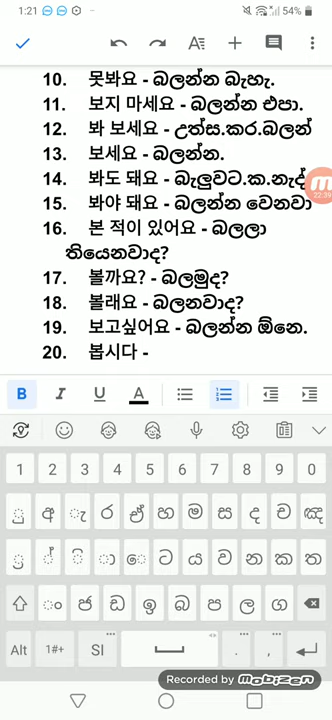 1:21
54%
10. 못봐요 - බලන්න බැහැ.
11. 보지 마세요 - බලන්න එපා.
12. 봐 보세요 - උත්ස.කර.බලන්
13. 보세요 - බලන්න.
14. 봐도 돼요 - බැලුවට.ක.නැද්
22:39
15. 봐야 돼요 - බලන්න වෙනවා
16. 본 적이 있어요 - බලලා
තියෙනවාද?
17. 볼까요? - බලමුද?
18. 볼래요 - බලනවාද?
19. 보고싶어요 - බලන්න ඕනෙ.
20. 봅시다 -
B I U A
1 2 3 4 5 6 7 8 9 0
ු අ ැ ර ඒ හ ම ස ද ච ඤ
ෟ ් ි ා ෙ ට ය ව න ක ත
ං ජ ඩ ඉ බ ප ල ග
Alt 1#+ SI . ,
Recorded by MOBIZEN